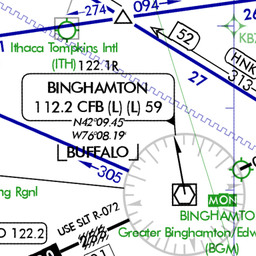 274
094
26
52
KBZ
Ithaca Tompkins Intl
(ITH) 122.1R
HNK
313
27
BINGHAMTON
112.2 CFB (L) (L) 59
N42°09.45'
W76°08.19'
BUFFALO
305
ng Rgnl
MON
BINGHAMTO
Greater Binghamton/Edw
(BGM)
USE SLT R-072
O 122.2